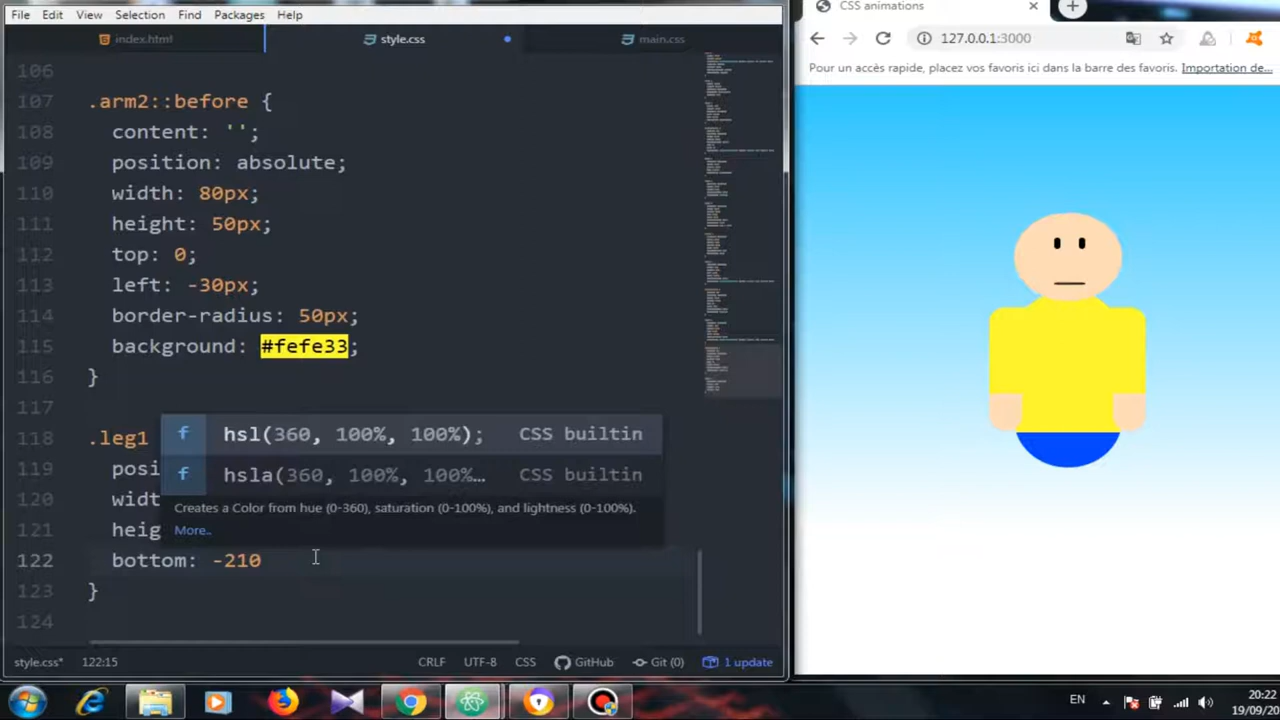 File Edit View Selection Find Packages Help
index.html style.css main.css
106
107 .arm2::before {
108 content: '';
109 position: absolute;
110 width: 80px;
111 height: 50px;
112 top: 0;
113 left: -30px;
114 border-radius: 50px;
115 background: #fefe33;
116 }
117
118 .leg1
119 posi
120 widt
121 heig
122 bottom: -210
123 }
124
hsl(360, 100%, 100%); CSS builtin
hsla(360, 100%, 100%… CSS builtin
Creates a Color from hue (0-360), saturation (0-100%), and lightness (0-100%).
More..
style.css* 122:15 CRLF UTF-8 CSS GitHub Git (0) 1 update
CSS animations
127.0.0.1:3000
Pour un accès rapide, placez vos favoris ici dans la barre des favoris. Importation de...
EN 20:22
19/09/20